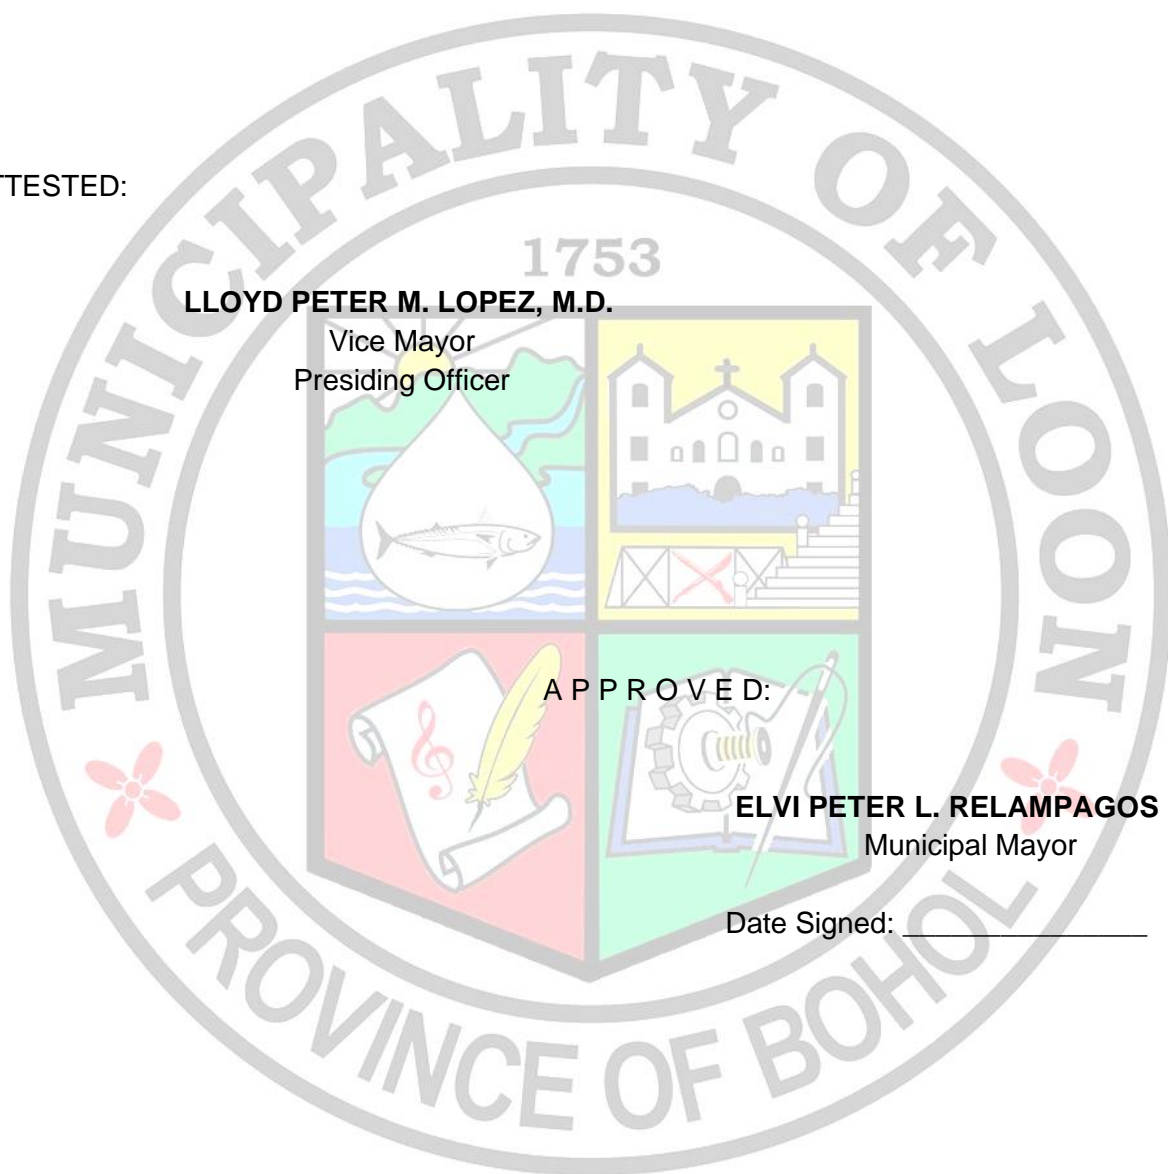 MUNICIPALITY OF LOON
TTESTED:
1753
LLOYD PETER M. LOPEZ, M.D.
Vice Mayor
Presiding Officer
A P P R O V E D:
ELVI PETER L. RELAMPAGOS
Municipal Mayor
Date Signed: _______________
PROVINCE OF BOHOL